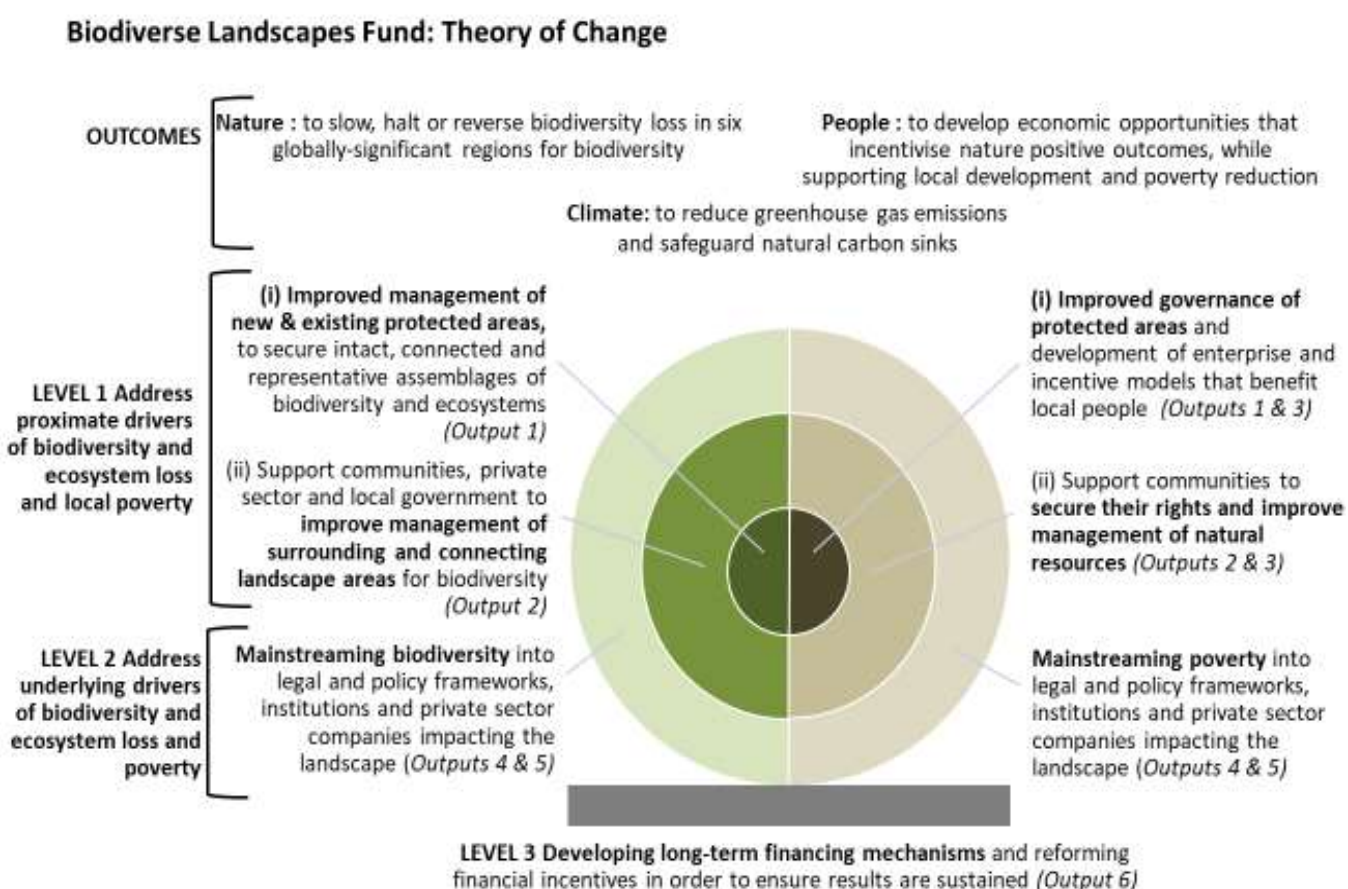 Biodiverse Landscapes Fund: Theory of Change
OUTCOMES
Nature : to slow, halt or reverse biodiversity loss in six
globally-significant regions for biodiversity
People : to develop economic opportunities that
incentivise nature positive outcomes, while
supporting local development and poverty reduction
Climate: to reduce greenhouse gas emissions
and safeguard natural carbon sinks
LEVEL 1 Address
proximate drivers
of biodiversity and
ecosystem loss
and local poverty
(i) Improved management of
new & existing protected areas,
to secure intact, connected and
representative assemblages of
biodiversity and ecosystems
(Output 1)
(ii) Support communities, private
sector and local government to
improve management of
surrounding and connecting
landscape areas for biodiversity
(Output 2)
(i) Improved governance of
protected areas and
development of enterprise and
incentive models that benefit
local people (Outputs 1 & 3)
(ii) Support communities to
secure their rights and improve
management of natural
resources (Outputs 2 & 3)
LEVEL 2 Address
underlying drivers
of biodiversity and
ecosystem loss and
poverty
Mainstreaming biodiversity into
legal and policy frameworks,
institutions and private sector
companies impacting the
landscape (Outputs 4 & 5)
Mainstreaming poverty into
legal and policy frameworks,
institutions and private sector
companies impacting the
landscape (Outputs 4 & 5)
LEVEL 3 Developing long-term financing mechanisms and reforming
financial incentives in order to ensure results are sustained (Output 6)